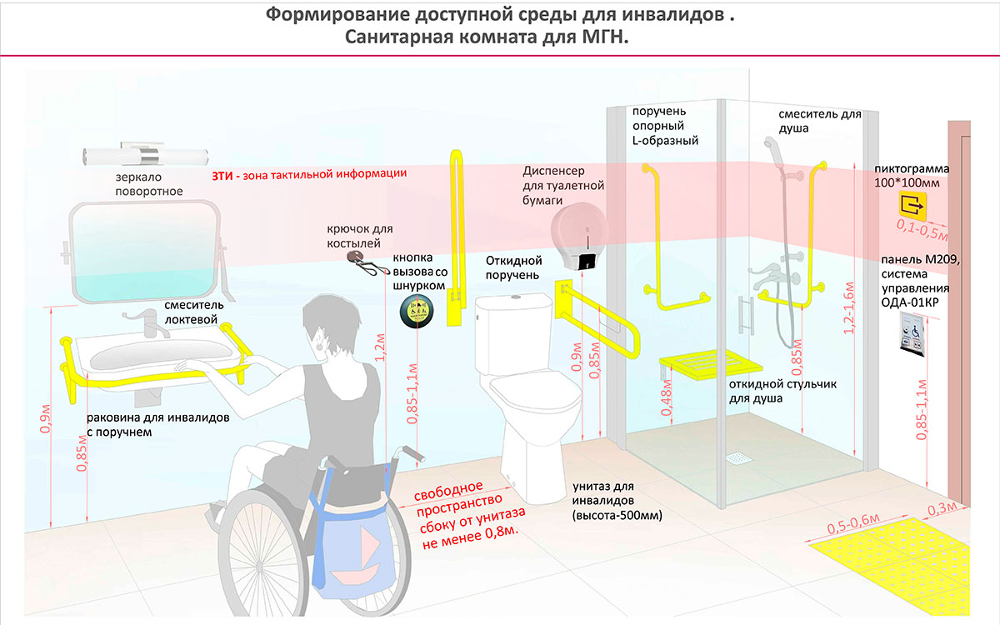 Формирование доступной среды для инвалидов .
Санитарная комната для МГН.
зеркало
поворотное
ЗТИ - зона тактильной информации
крючок для
костылей
кнопка
вызова со
шнурком
Диспенсер
для туалетной
бумаги
Откидной
поручень
поручень
опорный
L-образный
смеситель для
душа
пиктограмма
100*100мм
0,1-0,5м
панель М209,
система
управления
ОДА-01КР
смеситель
локтевой
раковина для инвалидов
с поручнем
0,9м
0,85м
1,2м
0,85-1,1м
0,9м
0,85м
0,48м
0,85м
1,2-1,6м
0,85-1,1м
откидной стульчик
для душа
свободное
пространство
сбоку от унитаза
не менее 0,8м.
унитаз для
инвалидов
(высота-500мм)
0,5-0,6м
0,3м